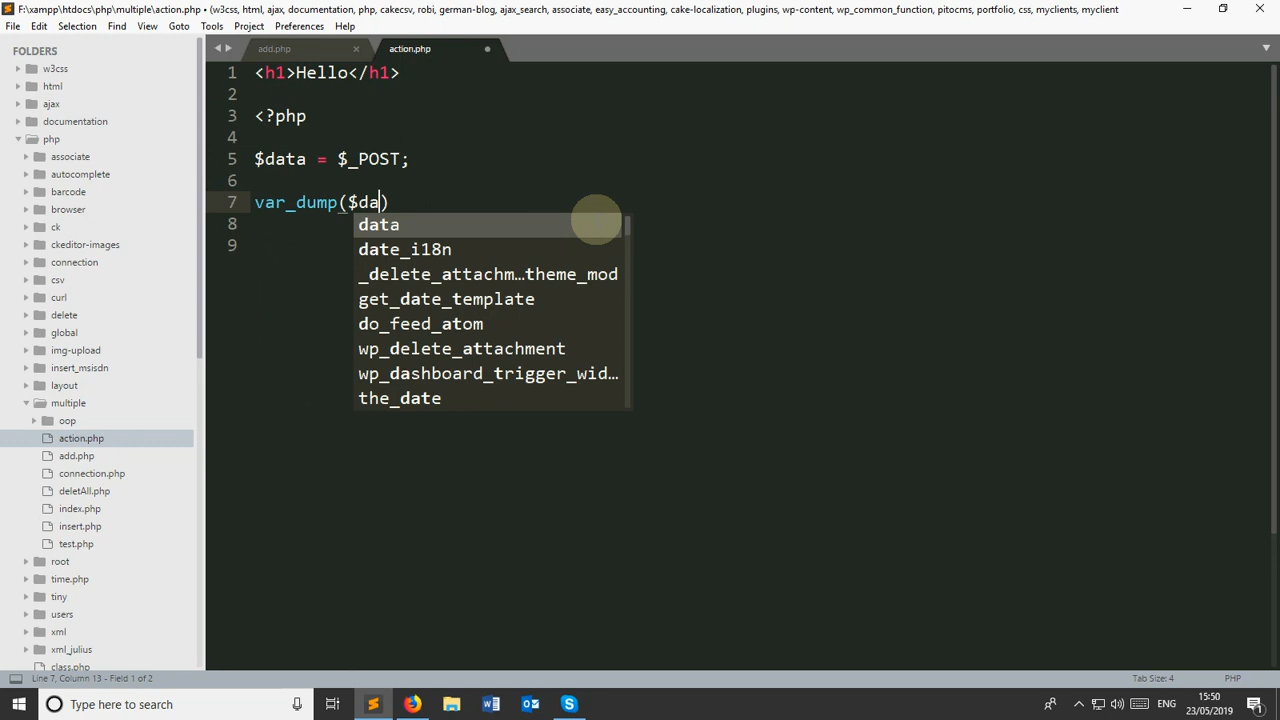 F:\xampp\htdocs\php\multiple\action.php • (w3css, html, ajax, documentation, php, cakecsv, robi, german-blog, ajax_search, associate, easy_accounting, cake-localization, plugins, wp-content, wp_common_function, pitocms, portfolio, css, myclients, myclient
File Edit Selection Find View Goto Tools Project Preferences Help
FOLDERS
w3css
html
ajax
documentation
php
associate
autocomplete
barcode
browser
ck
ckeditor-images
connection
csv
curl
delete
global
img-upload
insert_msisdn
layout
multiple
oop
action.php
add.php
connection.php
deletAll.php
index.php
insert.php
test.php
root
time.php
tiny
users
xml
xml_julius
class.php
add.php × action.php
1 <h1>Hello</h1>
2
3 <?php
4
5 $data = $_POST;
6
7 var_dump($da)
8
9
data
date_i18n
_delete_attachm…theme_mod
get_date_template
do_feed_atom
wp_delete_attachment
wp_dashboard_trigger_wid…
the_date
Line 7, Column 13 - Field 1 of 2 Tab Size: 4 PHP
Type here to search ENG 15:50
23/05/2019